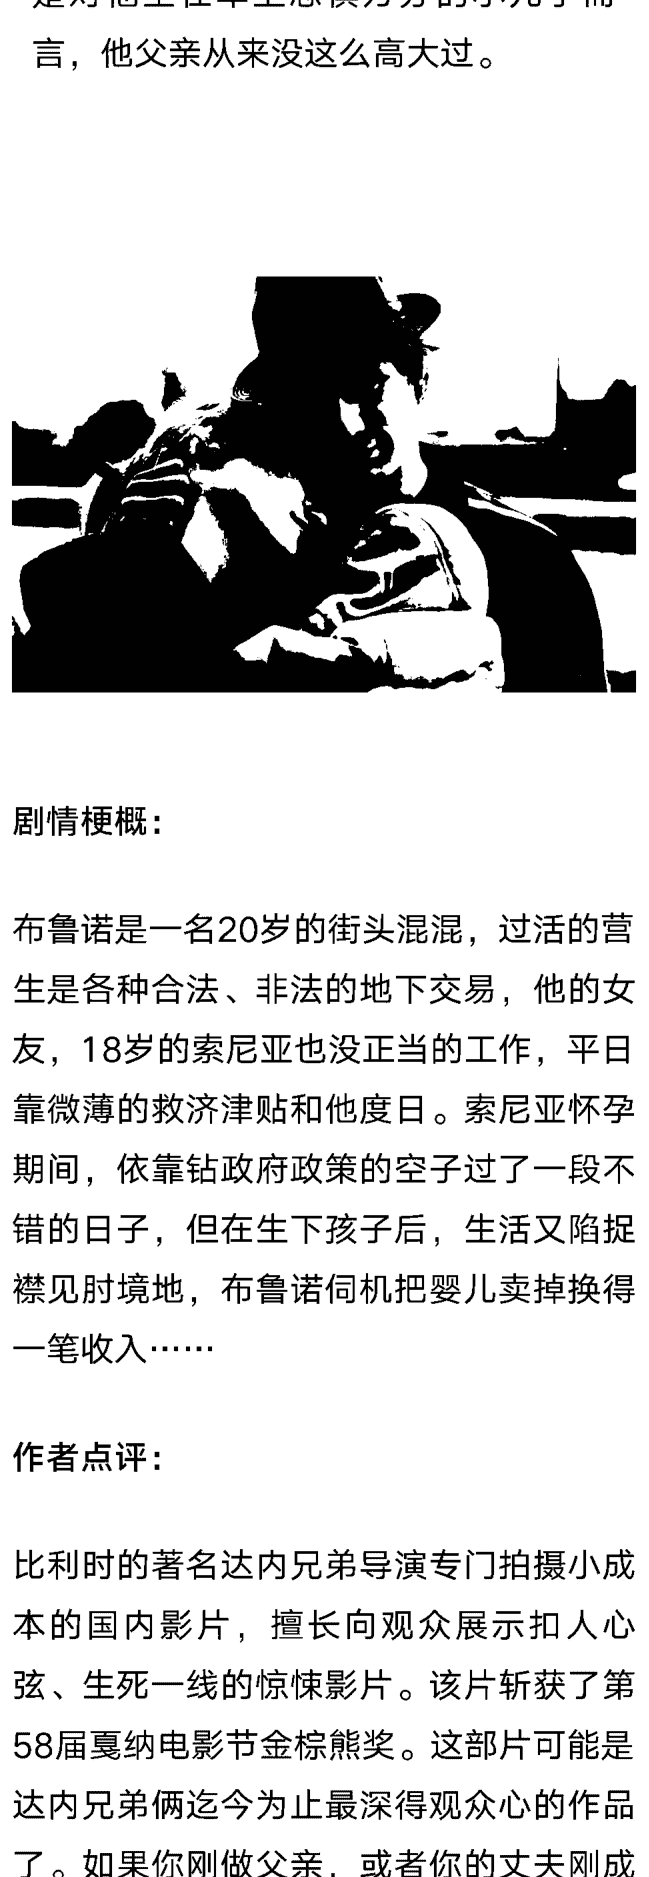 言，他父亲从来没这么高大过。
剧情梗概：
布鲁诺是一名20岁的街头混混，过活的营
生是各种合法、非法的地下交易，他的女
友，18岁的索尼亚也没正当的工作，平日
靠微薄的救济津贴和他度日。索尼亚怀孕
期间，依靠钻政府政策的空子过了一段不
错的日子，但在生下孩子后，生活又陷捉
襟见肘境地，布鲁诺伺机把婴儿卖掉换得
一笔收入……
作者点评：
比利时的著名达内兄弟导演专门拍摄小成
本的国内影片，擅长向观众展示扣人心
弦、生死一线的惊悚影片。该片斩获了第
58届戛纳电影节金棕熊奖。这部片可能是
达内兄弟俩迄今为止最深得观众心的作品
了。如果你刚做父亲，或者你的丈夫刚成